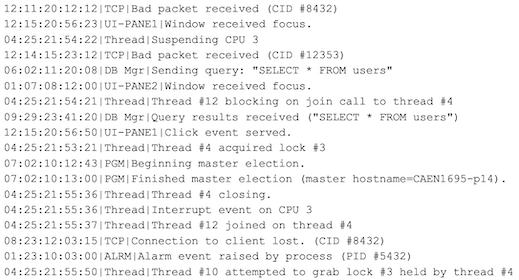 12:11:20:12:12|TCP|Bad packet received (CID #8432)
12:15:20:56:23|UI-PANE1|Window received focus.
04:25:21:54:22|Thread|Suspending CPU 3
12:14:15:23:12|TCP|Bad packet received (CID #12353)
06:02:11:20:08|DB Mgr|Sending query: "SELECT * FROM users"
01:07:08:12:00|UI-PANE2|Window received focus.
04:25:21:54:21|Thread|Thread #12 blocking on join call to thread #4
09:29:23:41:20|DB Mgr|Query results received ("SELECT * FROM users")
12:15:20:56:50|UI-PANE1|Click event served.
04:25:21:53:21|Thread|Thread #4 acquired lock #3
07:02:10:12:43|PGM|Beginning master election.
07:02:10:13:00|PGM|Finished master election (master hostname=CAEN1695-p14).
04:25:21:55:36|Thread|Thread #4 closing.
04:25:21:55:36|Thread|Interrupt event on CPU 3
04:25:21:55:37|Thread|Thread #12 joined on thread #4
08:23:12:03:15|TCP|Connection to client lost. (CID #8432)
01:23:10:03:00|ALRM|Alarm event raised by process (PID #5432)
04:25:21:55:50|Thread|Thread #10 attempted to grab lock #3 held by thread #4